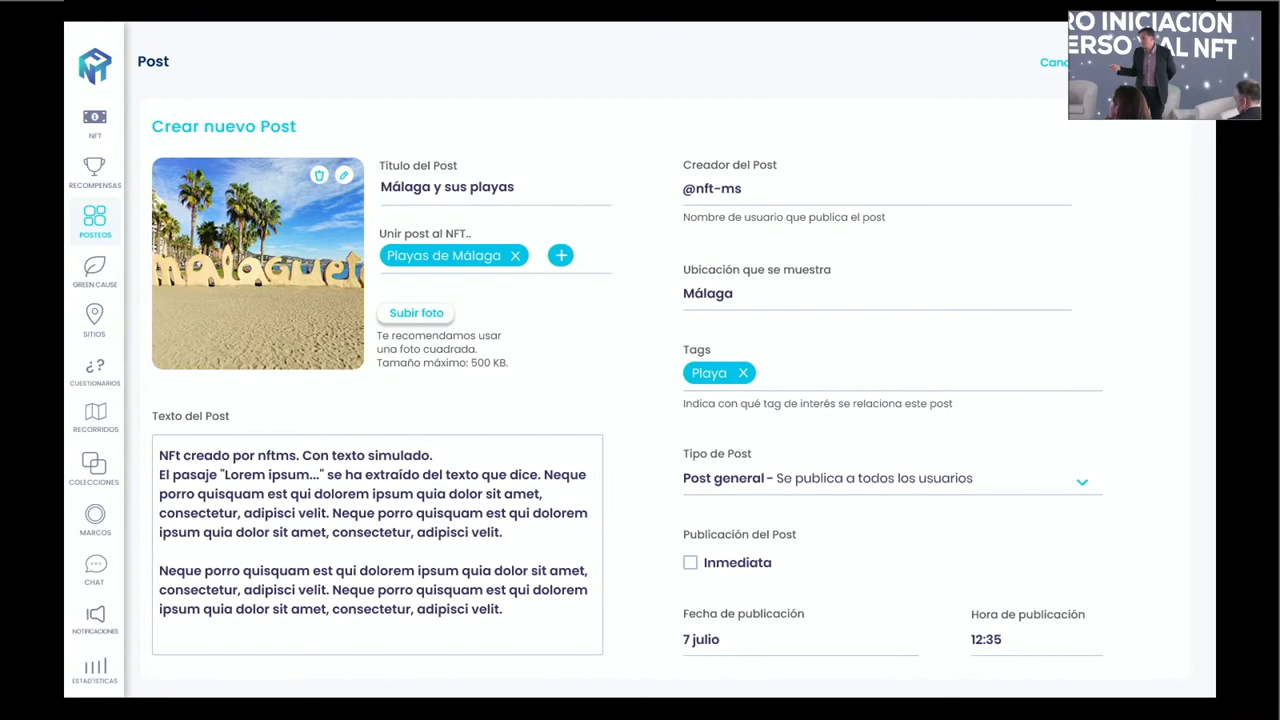 Post
Canc
RO INICIACIÓN
ERSO Y AL NFT
NFT
RECOMPENSAS
POSTEOS
GREEN CAUSE
SITIOS
CUESTIONARIOS
RECORRIDOS
COLECCIONES
MARCOS
CHAT
NOTIFICACIONES
ESTADÍSTICAS
Crear nuevo Post
malaguet
Título del Post
Málaga y sus playas
Unir post al NFT..
Playas de Málaga X +
Subir foto
Te recomendamos usar
una foto cuadrada.
Tamaño máximo: 500 KB.
Texto del Post
NFt creado por nftms. Con texto simulado.
El pasaje "Lorem ipsum..." se ha extraído del texto que dice. Neque
porro quisquam est qui dolorem ipsum quia dolor sit amet,
consectetur, adipisci velit. Neque porro quisquam est qui dolorem
ipsum quia dolor sit amet, consectetur, adipisci velit.
Neque porro quisquam est qui dolorem ipsum quia dolor sit amet,
consectetur, adipisci velit. Neque porro quisquam est qui dolorem
ipsum quia dolor sit amet, consectetur, adipisci velit.
Creador del Post
@nft-ms
Nombre de usuario que publica el post
Ubicación que se muestra
Málaga
Tags
Playa X
Indica con qué tag de interés se relaciona este post
Tipo de Post
Post general - Se publica a todos los usuarios
Publicación del Post
Inmediata
Fecha de publicación
7 julio
Hora de publicación
12:35